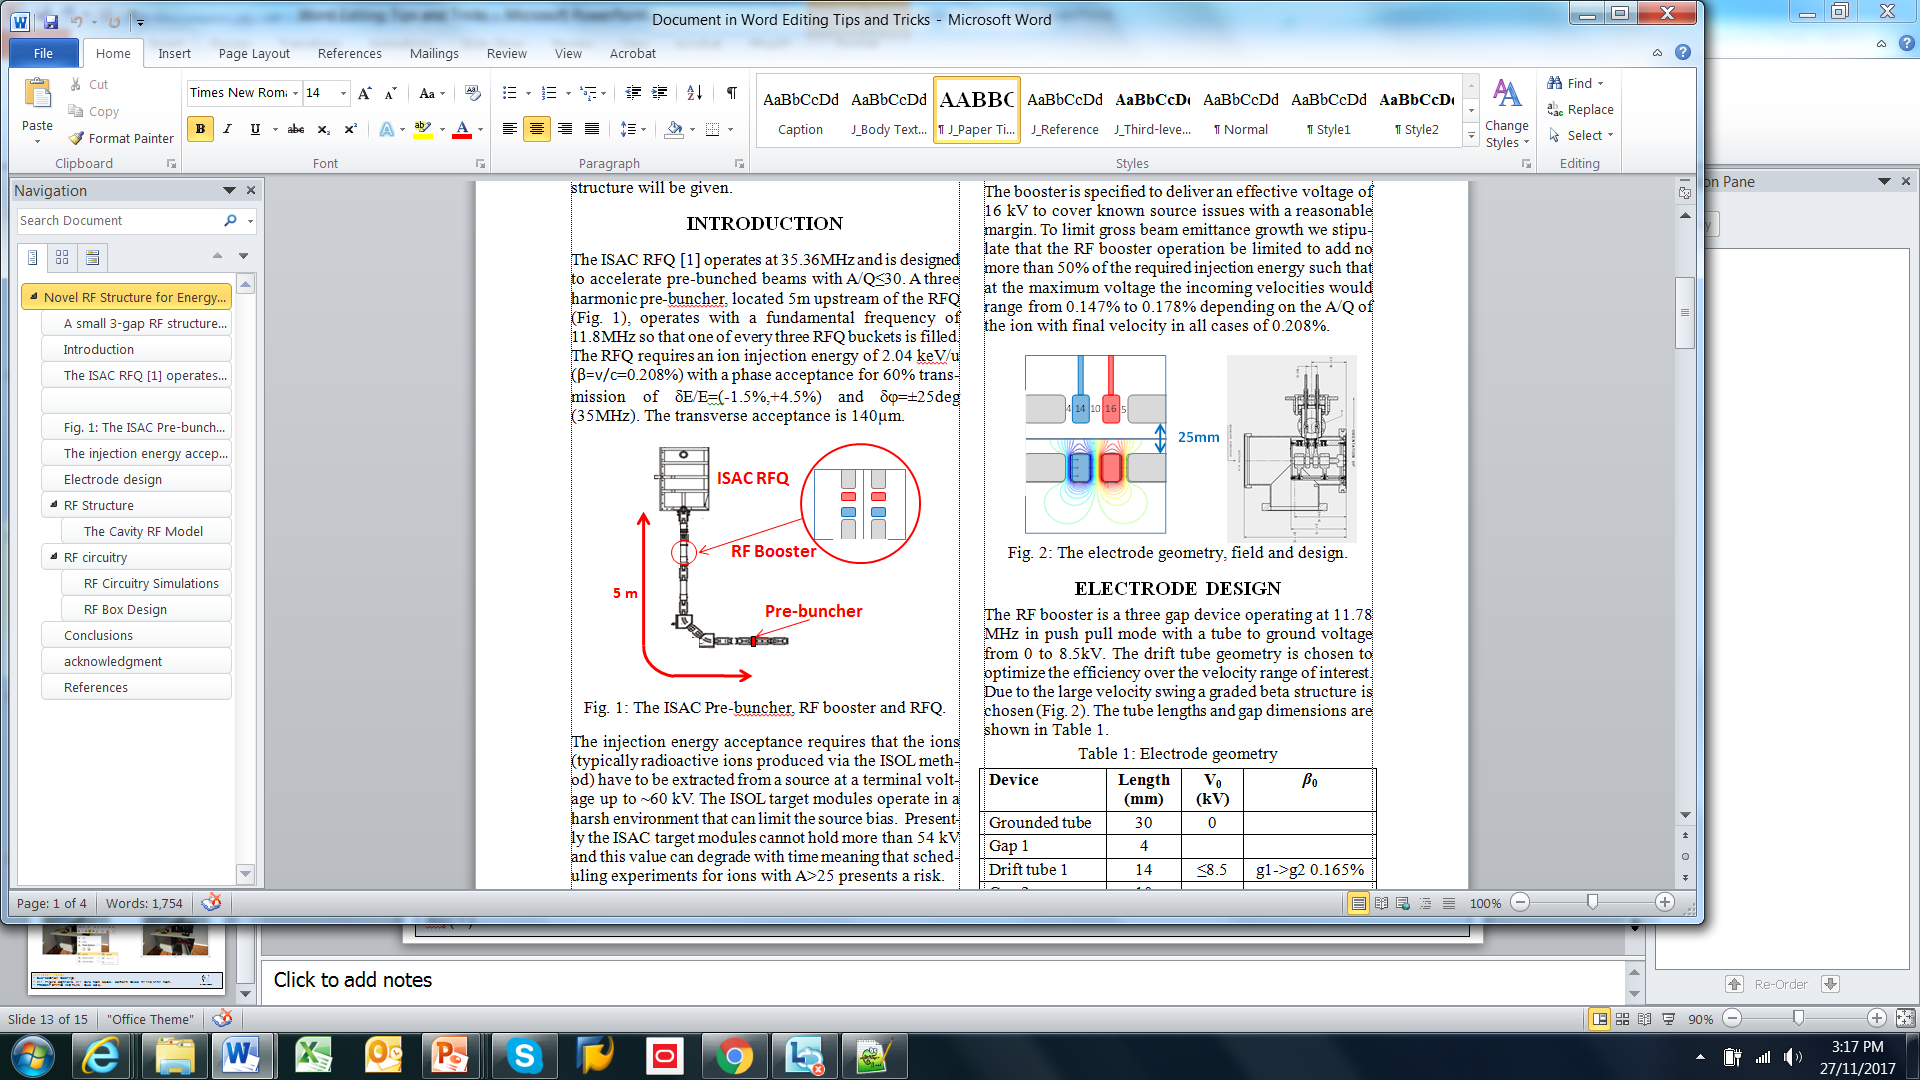 Document in Word Editing Tips and Tricks - Microsoft Word
File Home Insert Page Layout References Mailings Review View Acrobat
Paste
Cut
Copy
Format Painter
Clipboard
Times New Roma 14
Font
Paragraph
AaBbCcDd AaBbCcDd AABBC AaBbCcDd AaBbCcDd AaBbCcDd AaBbCcDd AaBbCcDd
Caption J_Body Text... ¶ J_Paper Ti... J_Reference J_Third-leve... ¶ Normal ¶ Style1 ¶ Style2
Styles
Change
Styles
Find
Replace
Select
Editing
Navigation
Search Document
Novel RF Structure for Energy...
A small 3-gap RF structure...
Introduction
The ISAC RFQ [1] operates...
Fig. 1: The ISAC Pre-bunch...
The injection energy accep...
Electrode design
RF Structure
The Cavity RF Model
RF circuitry
RF Circuitry Simulations
RF Box Design
Conclusions
acknowledgment
References
structure will be given.
INTRODUCTION
The ISAC RFQ [1] operates at 35.36MHz and is designed
to accelerate pre-bunched beams with A/Q≤30. A three
harmonic pre-buncher, located 5m upstream of the RFQ
(Fig. 1), operates with a fundamental frequency of
11.8MHz so that one of every three RFQ buckets is filled.
The RFQ requires an ion injection energy of 2.04 keV/u
(β=v/c=0.208%) with a phase acceptance for 60% trans-
mission of δE/E=(-1.5%,+4.5%) and δφ=±25deg
(35MHz). The transverse acceptance is 140μm.
ISAC RFQ
RF Booster
5 m
Pre-buncher
Fig. 1: The ISAC Pre-buncher, RF booster and RFQ.
The injection energy acceptance requires that the ions
(typically radioactive ions produced via the ISOL meth-
od) have to be extracted from a source at a terminal volt-
age up to ~60 kV. The ISOL target modules operate in a
harsh environment that can limit the source bias. Present-
ly the ISAC target modules cannot hold more than 54 kV
and this value can degrade with time meaning that sched-
uling experiments for ions with A>25 presents a risk.
The booster is specified to deliver an effective voltage of
16 kV to cover known source issues with a reasonable
margin. To limit gross beam emittance growth we stipu-
late that the RF booster operation be limited to add no
more than 50% of the required injection energy such that
at the maximum voltage the incoming velocities would
range from 0.147% to 0.178% depending on the A/Q of
the ion with final velocity in all cases of 0.208%.
4 14 10 16 5
25mm
Fig. 2: The electrode geometry, field and design.
ELECTRODE DESIGN
The RF booster is a three gap device operating at 11.78
MHz in push pull mode with a tube to ground voltage
from 0 to 8.5kV. The drift tube geometry is chosen to
optimize the efficiency over the velocity range of interest.
Due to the large velocity swing a graded beta structure is
chosen (Fig. 2). The tube lengths and gap dimensions are
shown in Table 1.
Table 1: Electrode geometry
Device Length (mm) V0 (kV) β0
Grounded tube 30 0
Gap 1 4
Drift tube 1 14 ≤8.5 g1->g2 0.165%
Page: 1 of 4 Words: 1,754
100%
on Pane
Click to add notes
Re-Order
Slide 13 of 15 "Office Theme"
90%
3:17 PM
27/11/2017